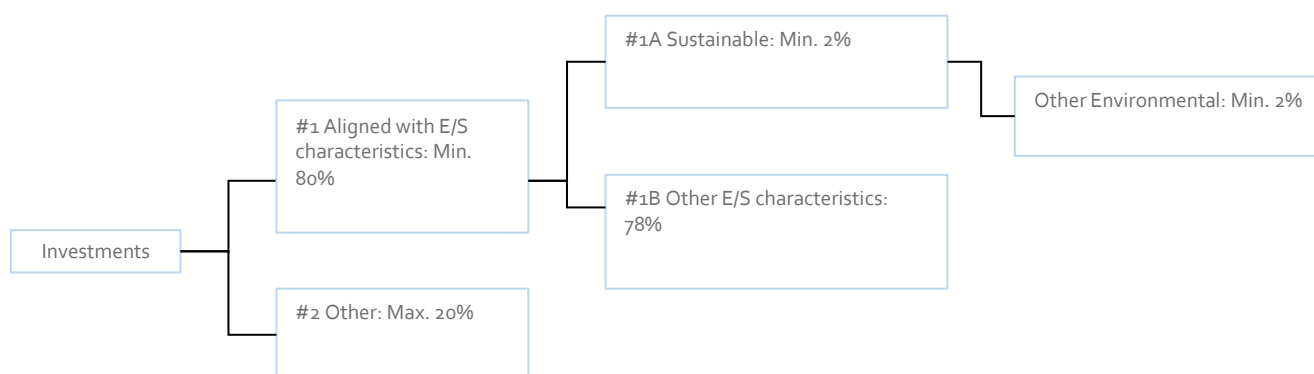 #1A Sustainable: Min. 2%
Other Environmental: Min. 2%
#1 Aligned with E/S
characteristics: Min.
80%
#1B Other E/S characteristics:
78%
Investments
#2 Other: Max. 20%